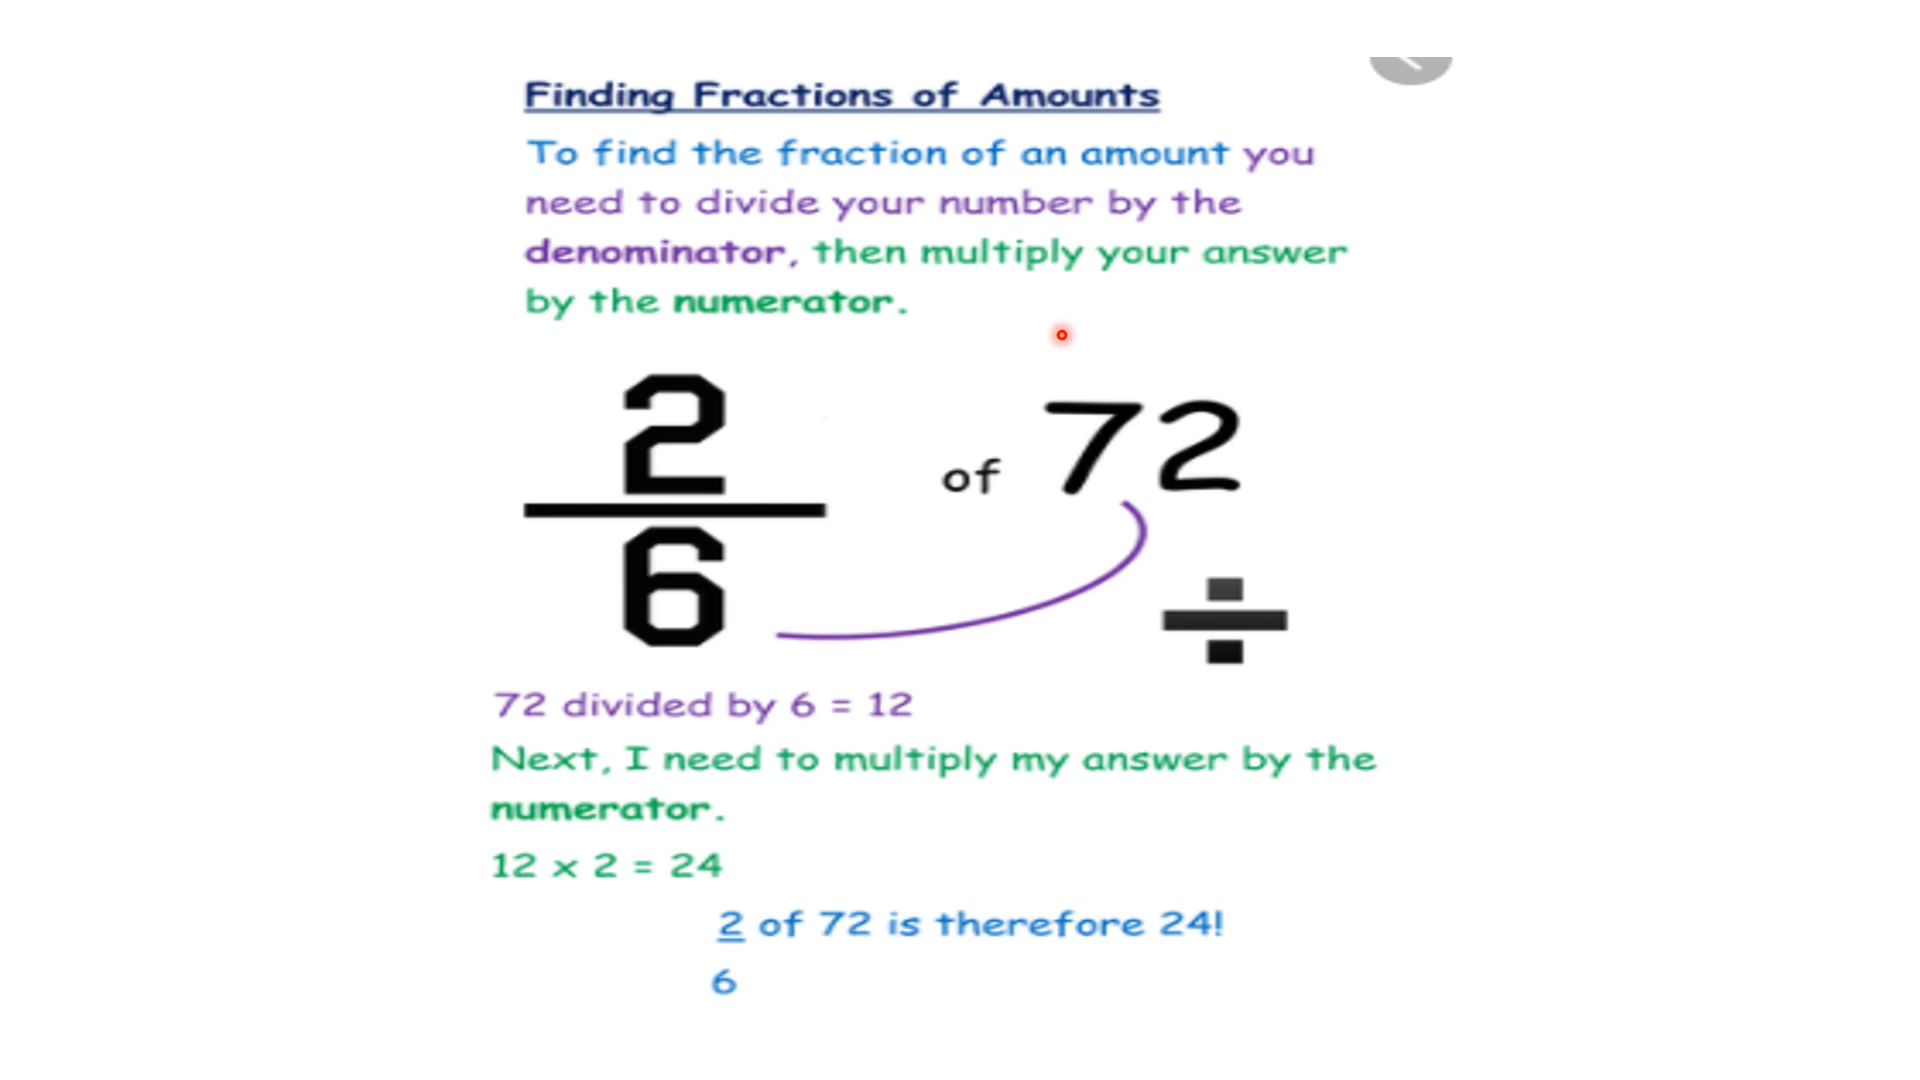 Finding Fractions of Amounts
To find the fraction of an amount you
need to divide your number by the
denominator, then multiply your answer
by the numerator.
2
of 72
6
÷
72 divided by 6 = 12
Next, I need to multiply my answer by the
numerator.
12 x 2 = 24
2 of 72 is therefore 24!
6